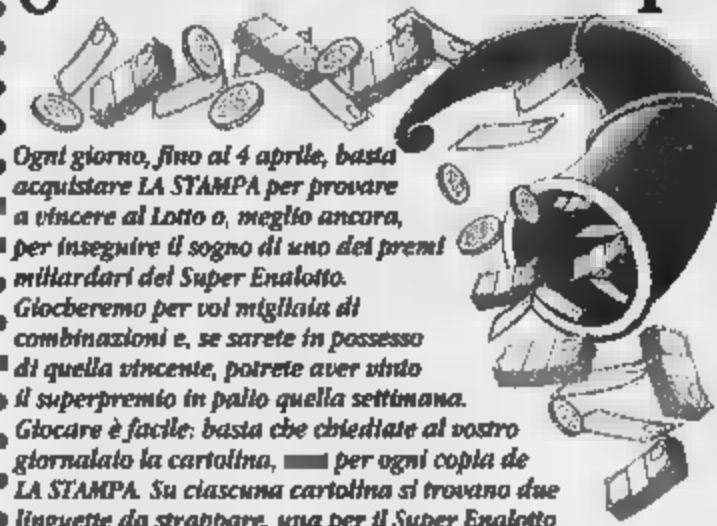 Ogni giorno, fino al 4 aprile, basta
acquistare LA STAMPA per provare
a vincere al Lotto o, meglio ancora,
per inseguire il sogno di uno dei premi
miliardari del Super Enalotto.
Giocheremo per voi migliaia di
combinazioni e, se sarete in possesso
di quella vincente, potrete aver vinto
il superpremio in palio quella settimana.
Giocare è facile: basta che chiediate al vostro
giornalaio la cartolina, per ogni copia de
LA STAMPA. Su ciascuna cartolina si trovano due
linguette da strappare, una per il Super Enalotto